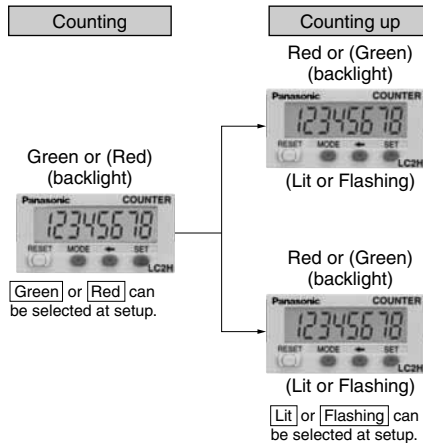 Counting
Green or (Red)
(backlight)
Panasonic COUNTER
12345678
RESET MODE ← SET
LC2H
Green or Red can
be selected at setup.
Counting up
Red or (Green)
(backlight)
Panasonic COUNTER
12345678
RESET MODE ← SET
LC2H
(Lit or Flashing)
Red or (Green)
(backlight)
Panasonic COUNTER
12345678
RESET MODE ← SET
LC2H
(Lit or Flashing)
Lit or Flashing can
be selected at setup.